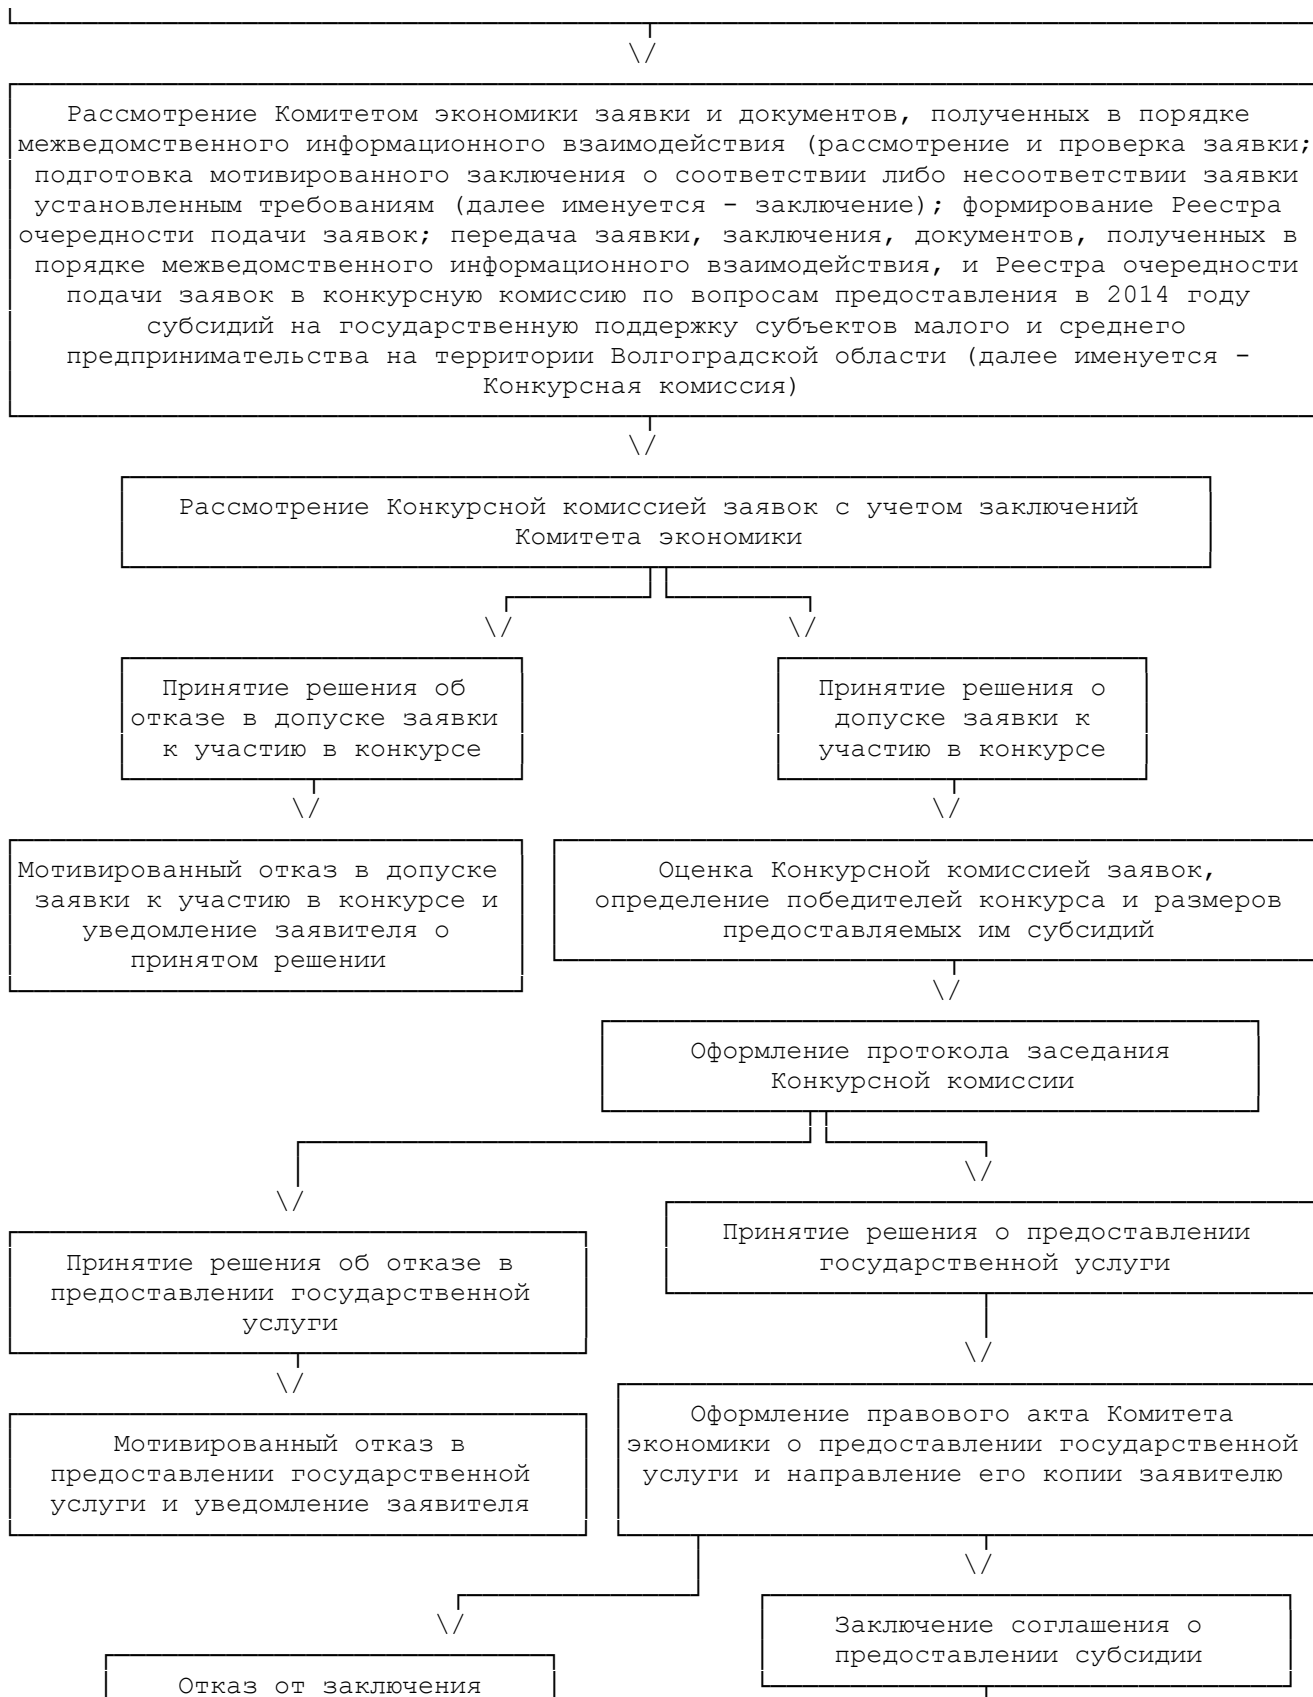 Рассмотрение Комитетом экономики заявки и документов, полученных в порядке
межведомственного информационного взаимодействия (рассмотрение и проверка заявки;
подготовка мотивированного заключения о соответствии либо несоответствии заявки
установленным требованиям (далее именуется - заключение); формирование Реестра
очередности подачи заявок; передача заявки, заключения, документов, полученных в
порядке межведомственного информационного взаимодействия, и Реестра очередности
подачи заявок в конкурсную комиссию по вопросам предоставления в 2014 году
субсидий на государственную поддержку субъектов малого и среднего
предпринимательства на территории Волгоградской области (далее именуется -
Конкурсная комиссия)
Рассмотрение Конкурсной комиссией заявок с учетом заключений
Комитета экономики
Принятие решения об
отказе в допуске заявки
к участию в конкурсе
Принятие решения о
допуске заявки к
участию в конкурсе
Мотивированный отказ в допуске
заявки к участию в конкурсе и
уведомление заявителя о
принятом решении
Оценка Конкурсной комиссией заявок,
определение победителей конкурса и размеров
предоставляемых им субсидий
Оформление протокола заседания
Конкурсной комиссии
Принятие решения об отказе в
предоставлении государственной
услуги
Принятие решения о предоставлении
государственной услуги
Мотивированный отказ в
предоставлении государственной
услуги и уведомление заявителя
Оформление правового акта Комитета
экономики о предоставлении государственной
услуги и направление его копии заявителю
Заключение соглашения о
предоставлении субсидии
Отказ от заключения